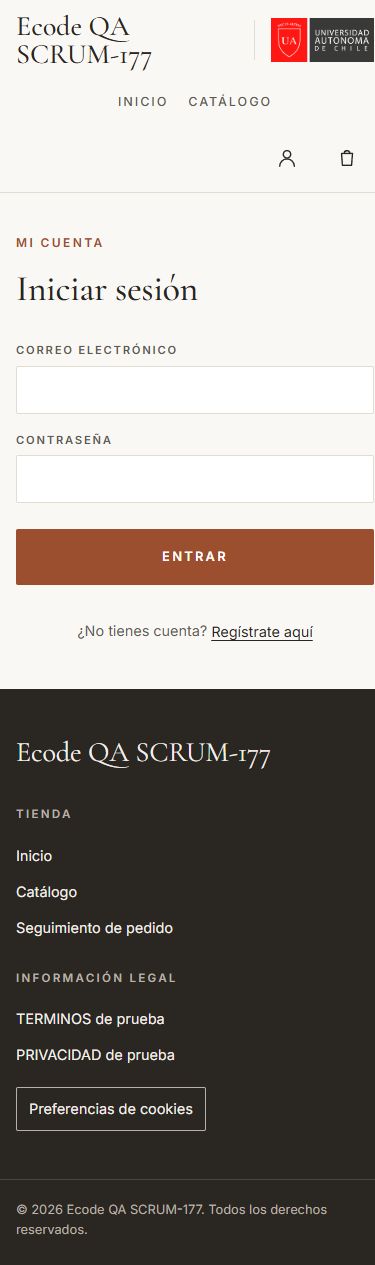 Ecode QA
SCRUM-177
UA
UNIVERSIDAD
AUTÓNOMA
DE CHILE
INICIO CATÁLOGO
MI CUENTA
Iniciar sesión
CORREO ELECTRÓNICO
CONTRASEÑA
ENTRAR
¿No tienes cuenta? Regístrate aquí
Ecode QA SCRUM-177
TIENDA
Inicio
Catálogo
Seguimiento de pedido
INFORMACIÓN LEGAL
TERMINOS de prueba
PRIVACIDAD de prueba
Preferencias de cookies
© 2026 Ecode QA SCRUM-177. Todos los derechos
reservados.